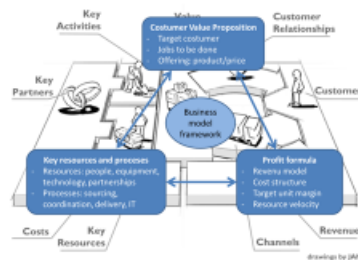 Key
Activities
Value
Customer
Relationships
Costumer Value Proposition
- Target costumer
- Jobs to be done
- Offering: product/price
Key
Partners
Customer
Business
model
framework
Key resources and proceses
- Resources: people, equipment,
technology, partnerships
- Processes: sourcing,
coordination, delivery, IT
Profit formula
- Revenu model
- Cost structure
- Target unit margin
- Resource velocity
Costs
Key
Resources
Channels
Revenue
drawings by JAM